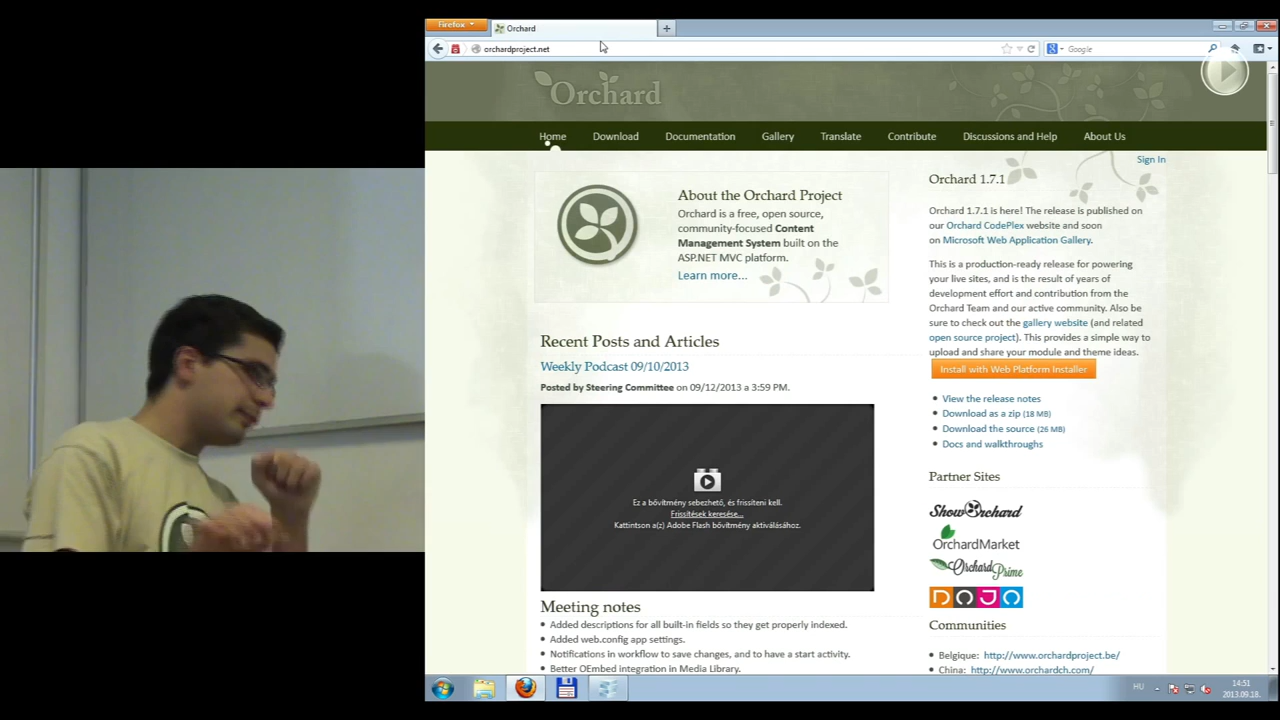 Firefox
Orchard
orchardproject.net
Google
Orchard
Home Download Documentation Gallery Translate Contribute Discussions and Help About Us
Sign In
About the Orchard Project
Orchard is a free, open source,
community-focused Content
Management System built on the
ASP.NET MVC platform.
Learn more...
Recent Posts and Articles
Weekly Podcast 09/10/2013
Posted by Steering Committee on 09/12/2013 a 3:59 PM.
Ez a bővítmény sebezhető, és frissíteni kell.
Frissítések keresése...
Kattintson a(z) Adobe Flash bővítmény aktiválásához.
Meeting notes
Added descriptions for all built-in fields so they get properly indexed.
Added web.config app settings.
Notifications in workflow to save changes, and to have a start activity.
Better OEmbed integration in Media Library.
Orchard 1.7.1
Orchard 1.7.1 is here! The release is published on
our Orchard CodePlex website and soon
on Microsoft Web Application Gallery.
This is a production-ready release for powering
your live sites, and is the result of years of
development effort and contribution from the
Orchard Team and our active community. Also be
sure to check out the gallery website (and related
open source project). This provides a simple way to
upload and share your module and theme ideas.
Install with Web Platform Installer
View the release notes
Download as a zip (18 MB)
Download the source (26 MB)
Docs and walkthroughs
Partner Sites
Show Orchard
OrchardMarket
Orchard Prime
DOJO
Communities
Belgique: http://www.orchardproject.be/
China: http://www.orchardch.com/
HU
14:51
2013.09.18.